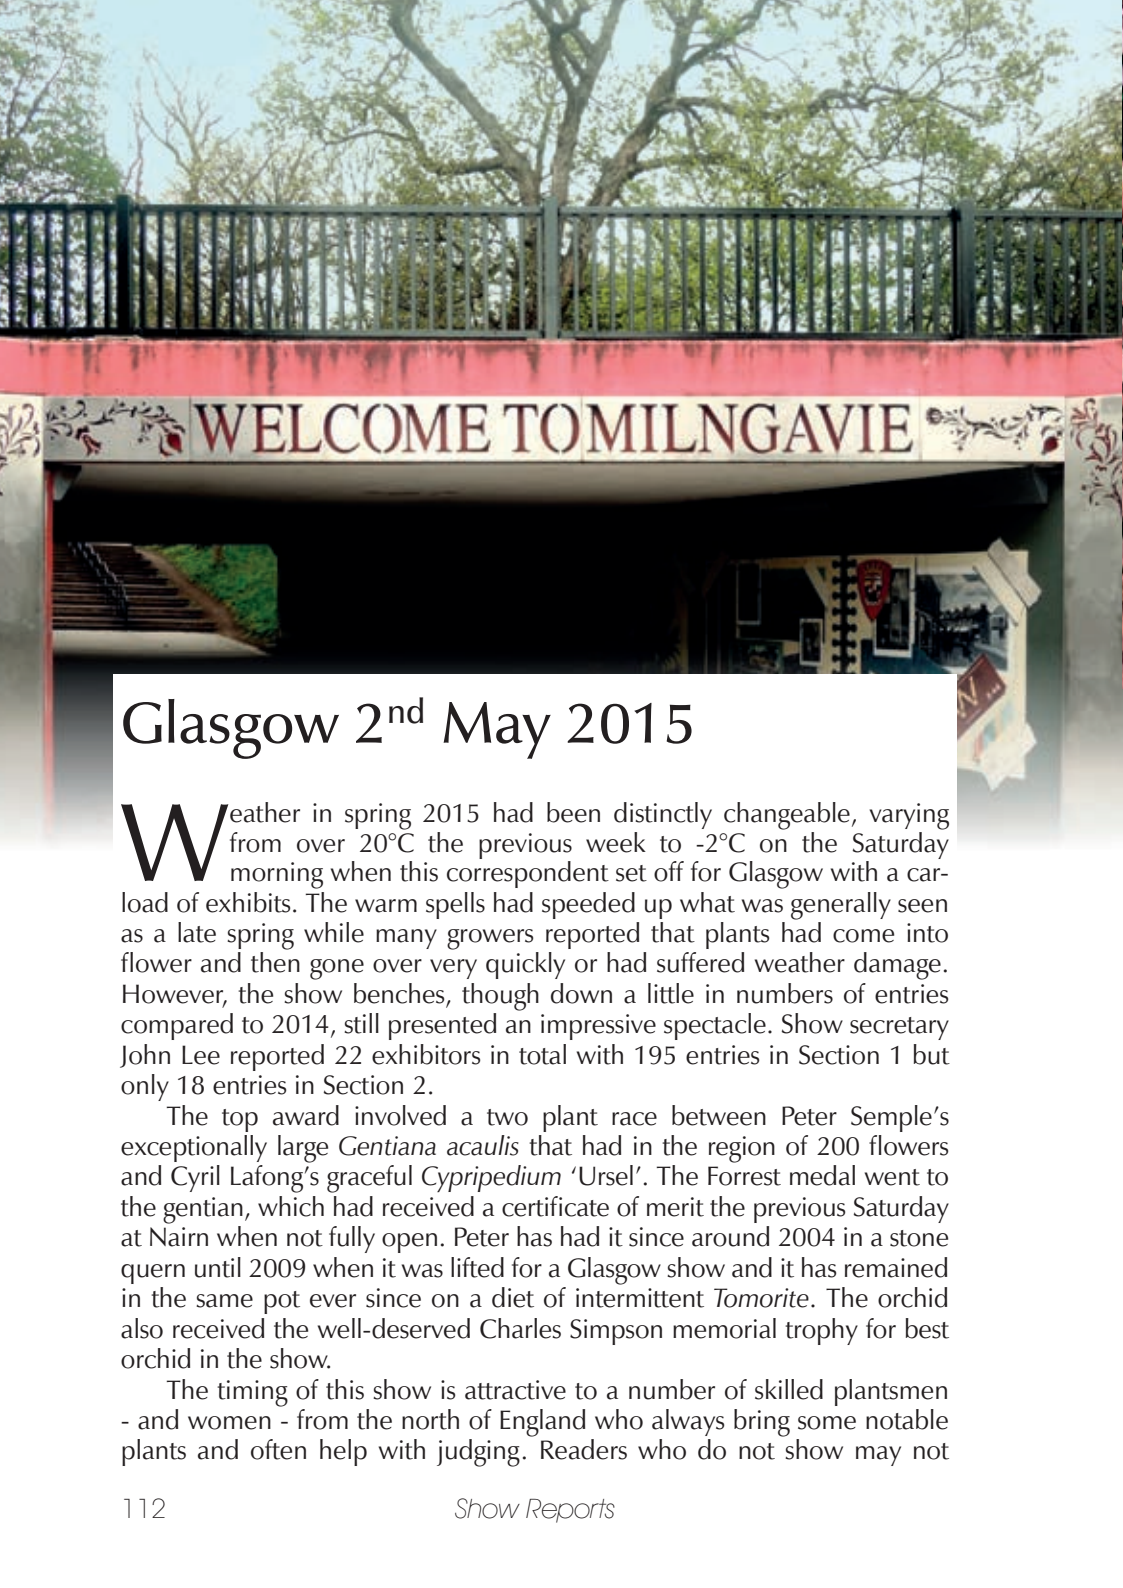 WELCOME TO MILNGAVIE
W...
Glasgow 2nd May 2015
Weather in spring 2015 had been distinctly changeable, varying
from over 20°C the previous week to -2°C on the Saturday
morning when this correspondent set off for Glasgow with a car-
load of exhibits. The warm spells had speeded up what was generally seen
as a late spring while many growers reported that plants had come into
flower and then gone over very quickly or had suffered weather damage.
However, the show benches, though down a little in numbers of entries
compared to 2014, still presented an impressive spectacle. Show secretary
John Lee reported 22 exhibitors in total with 195 entries in Section 1 but
only 18 entries in Section 2.
The top award involved a two plant race between Peter Semple’s
exceptionally large Gentiana acaulis that had in the region of 200 flowers
and Cyril Lafong’s graceful Cypripedium ‘Ursel’. The Forrest medal went to
the gentian, which had received a certificate of merit the previous Saturday
at Nairn when not fully open. Peter has had it since around 2004 in a stone
quern until 2009 when it was lifted for a Glasgow show and it has remained
in the same pot ever since on a diet of intermittent Tomorite. The orchid
also received the well-deserved Charles Simpson memorial trophy for best
orchid in the show.
The timing of this show is attractive to a number of skilled plantsmen
- and women - from the north of England who always bring some notable
plants and often help with judging. Readers who do not show may not
112 Show Reports